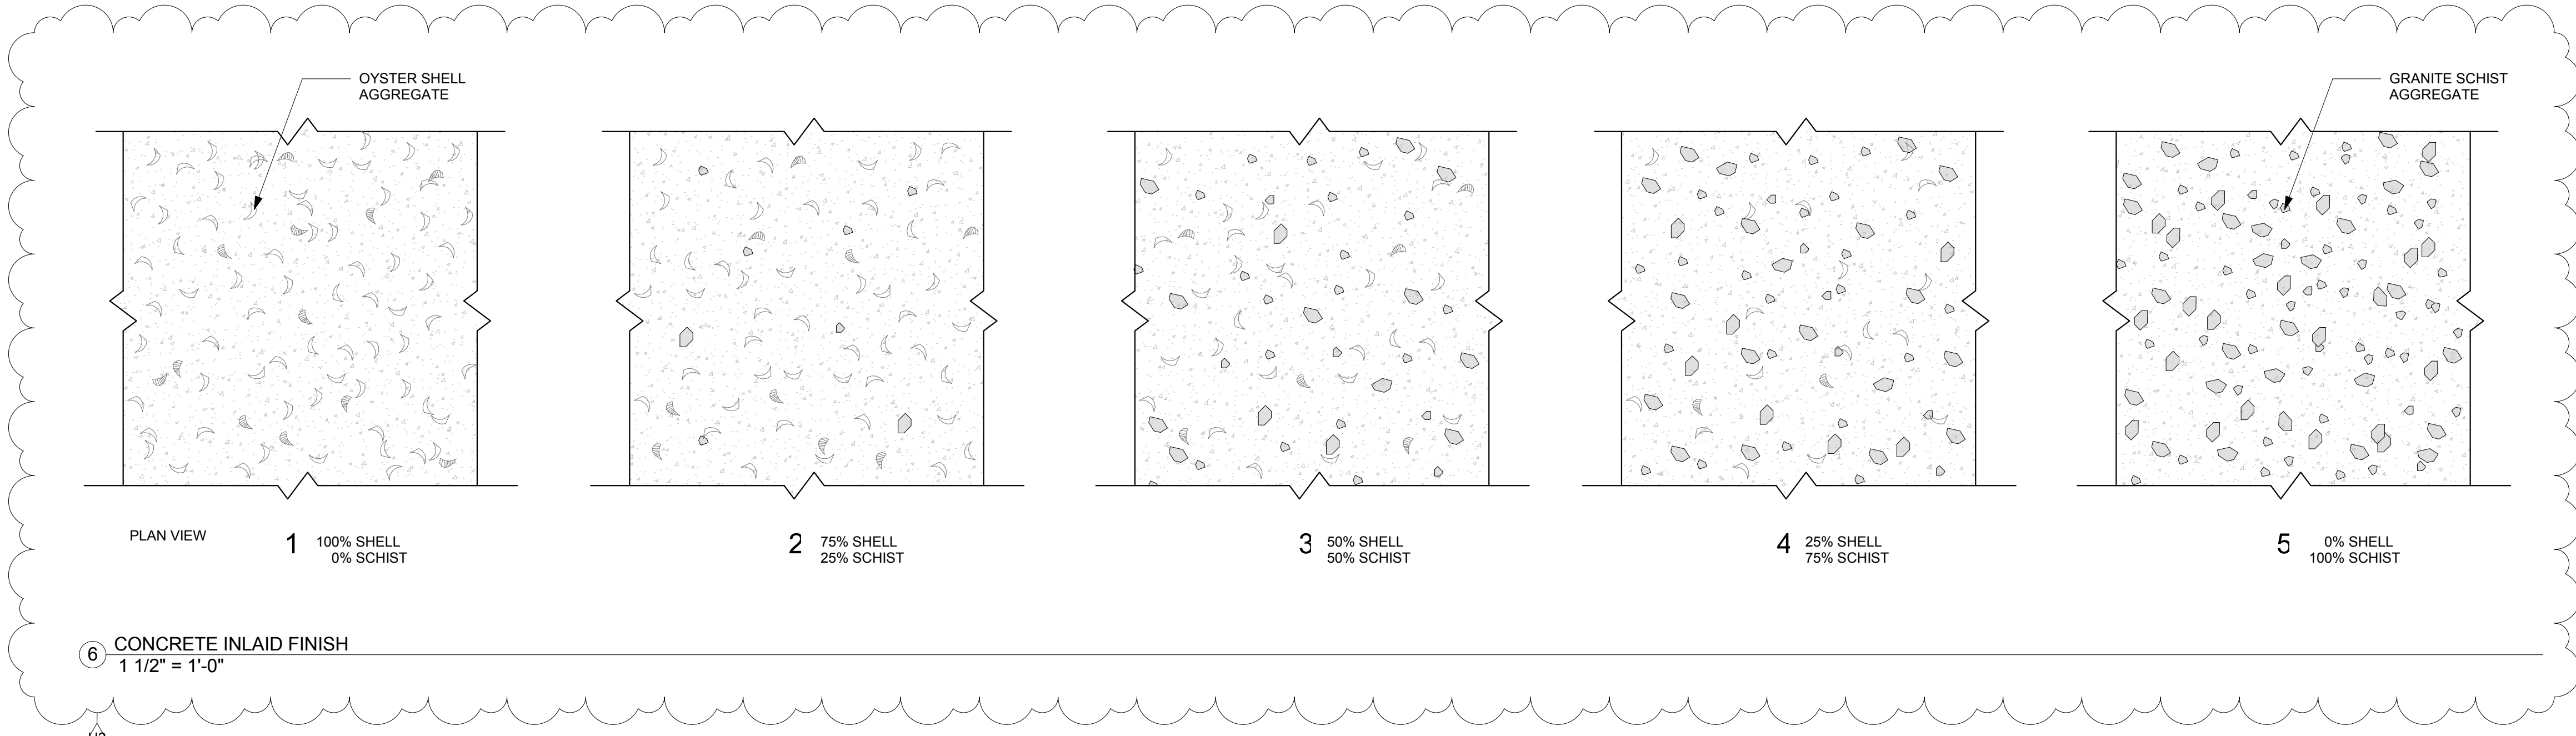 OYSTER SHELL
AGGREGATE
GRANITE SCHIST
AGGREGATE
PLAN VIEW
1
100% SHELL
0% SCHIST
2
75% SHELL
25% SCHIST
3
50% SHELL
50% SCHIST
4
25% SHELL
75% SCHIST
5
0% SHELL
100% SCHIST
6
CONCRETE INLAID FINISH
1 1/2" = 1'-0"